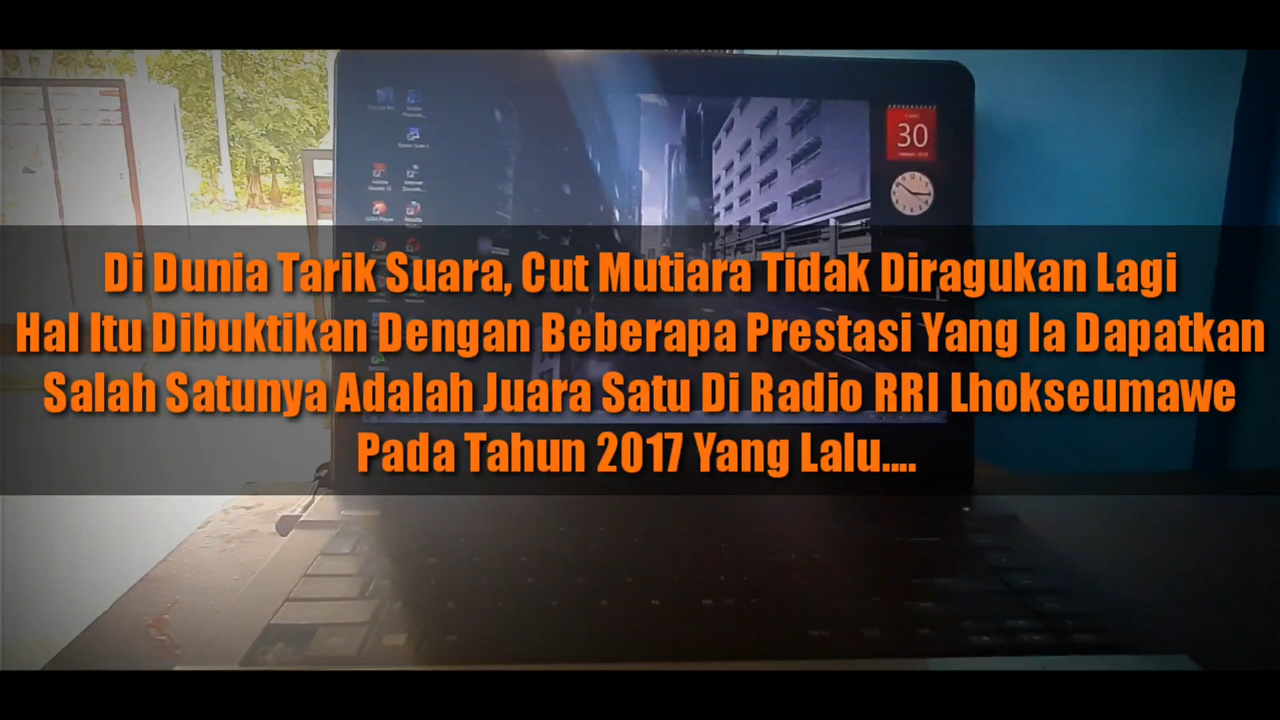 30
Di Dunia Tarik Suara, Cut Mutiara Tidak Diragukan Lagi
Hal Itu Dibuktikan Dengan Beberapa Prestasi Yang Ia Dapatkan
Salah Satunya Adalah Juara Satu Di Radio RRI Lhokseumawe
Pada Tahun 2017 Yang Lalu....